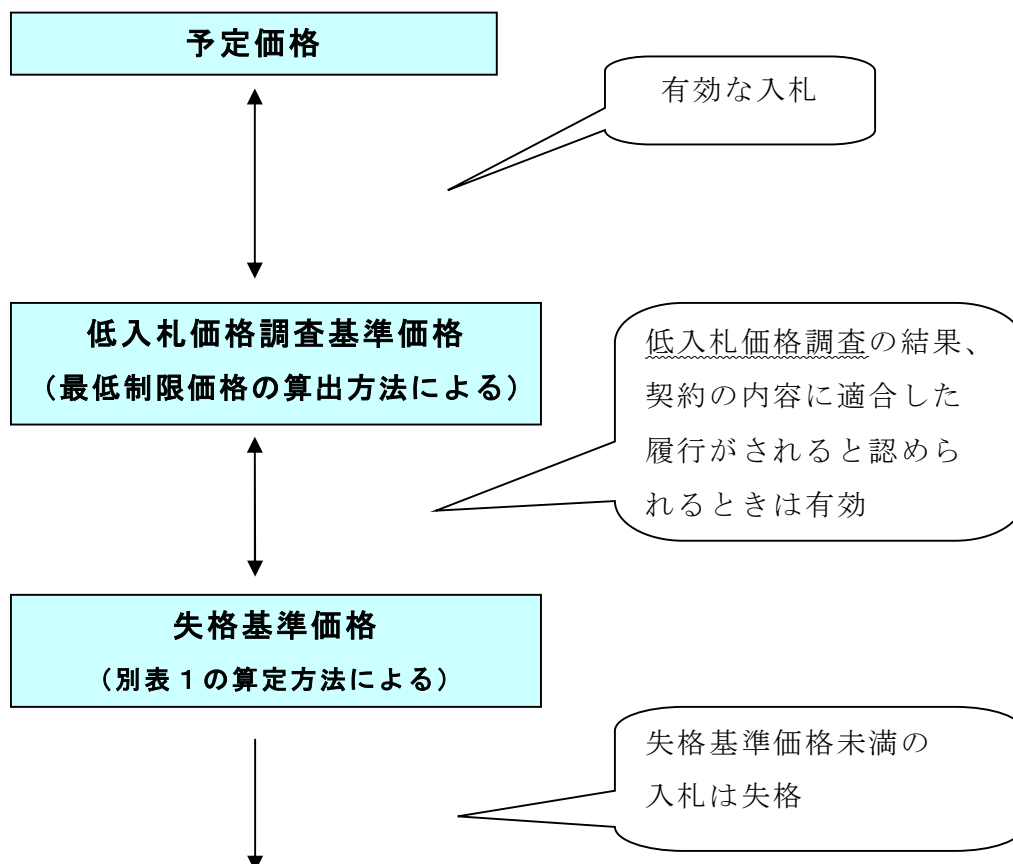 予定価格
有効な入札
低入札価格調査基準価格
（最低制限価格の算出方法による）
低入札価格調査の結果、
契約の内容に適合した
履行がされると認めら
れるときは有効
失格基準価格
（別表１の算定方法による）
失格基準価格未満の
入札は失格